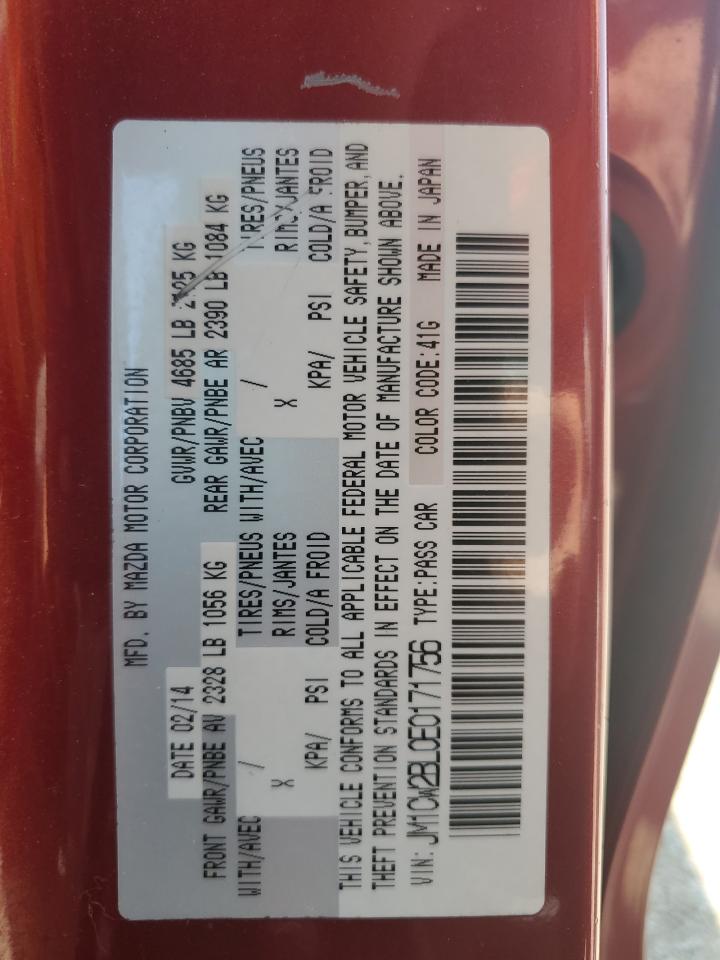 MFD. BY MAZDA MOTOR CORPORATION
DATE 02/14 GVWR/PNBV 4685 LB 2125 KG
FRONT GAWR/PNBE AV 2328 LB 1056 KG REAR GAWR/PNBE AR 2390 LB 1084 KG
WITH/AVEC / TIRES/PNEUS WITH/AVEC / TIRES/PNEUS
X RIMS/JANTES X RIMS/JANTES
KPA/ PSI COLD/A FROID KPA/ PSI COLD/A FROID
THIS VEHICLE CONFORMS TO ALL APPLICABLE FEDERAL MOTOR VEHICLE SAFETY, BUMPER, AND
THEFT PREVENTION STANDARDS IN EFFECT ON THE DATE OF MANUFACTURE SHOWN ABOVE.
VIN: JM1CW2BL0E0171756 TYPE:PASS CAR COLOR CODE:41G MADE IN JAPAN